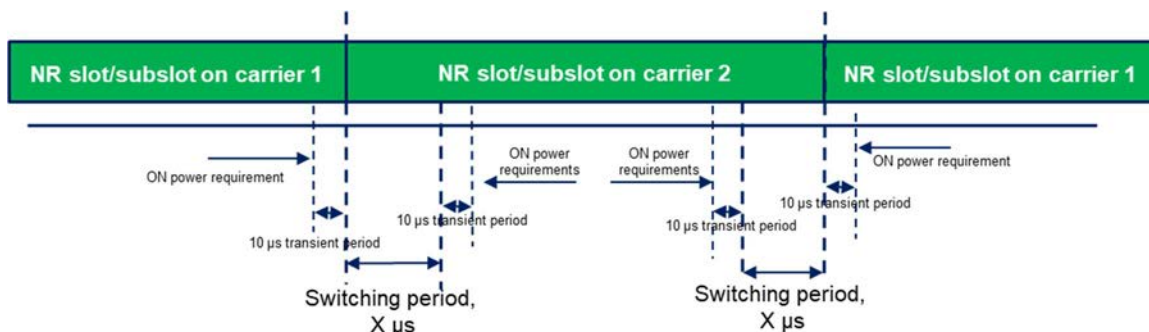 NR slot/subslot on carrier 1
NR slot/subslot on carrier 2
NR slot/subslot on carrier 1
ON power requirement
ON power
requirements
ON power
requirements
ON power requirement
10 µs transient period
10 µs transient period
10 µs transient period
10 µs transient period
Switching period,
X µs
Switching period,
X µs